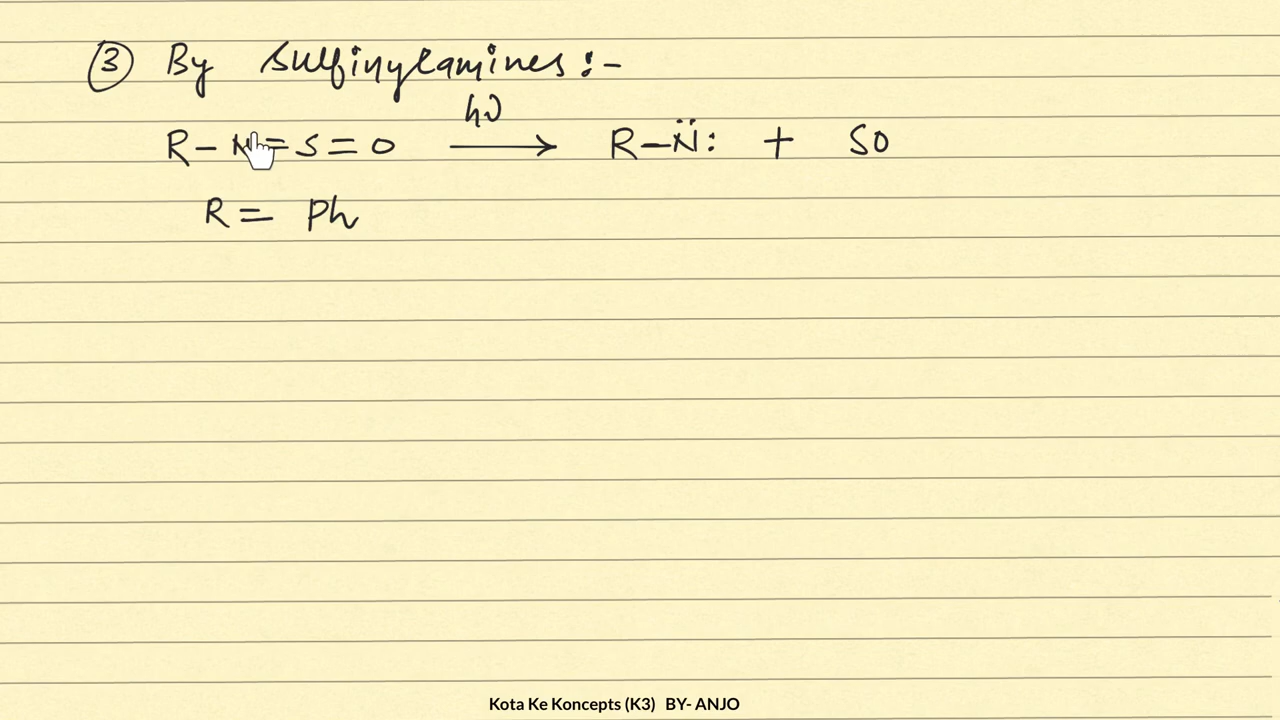 ③ By Sulfinylamines :-
hν
R-N=S=O ⟶ R-N̈: + SO
R = Ph
Kota Ke Koncepts (K3) BY- ANJO